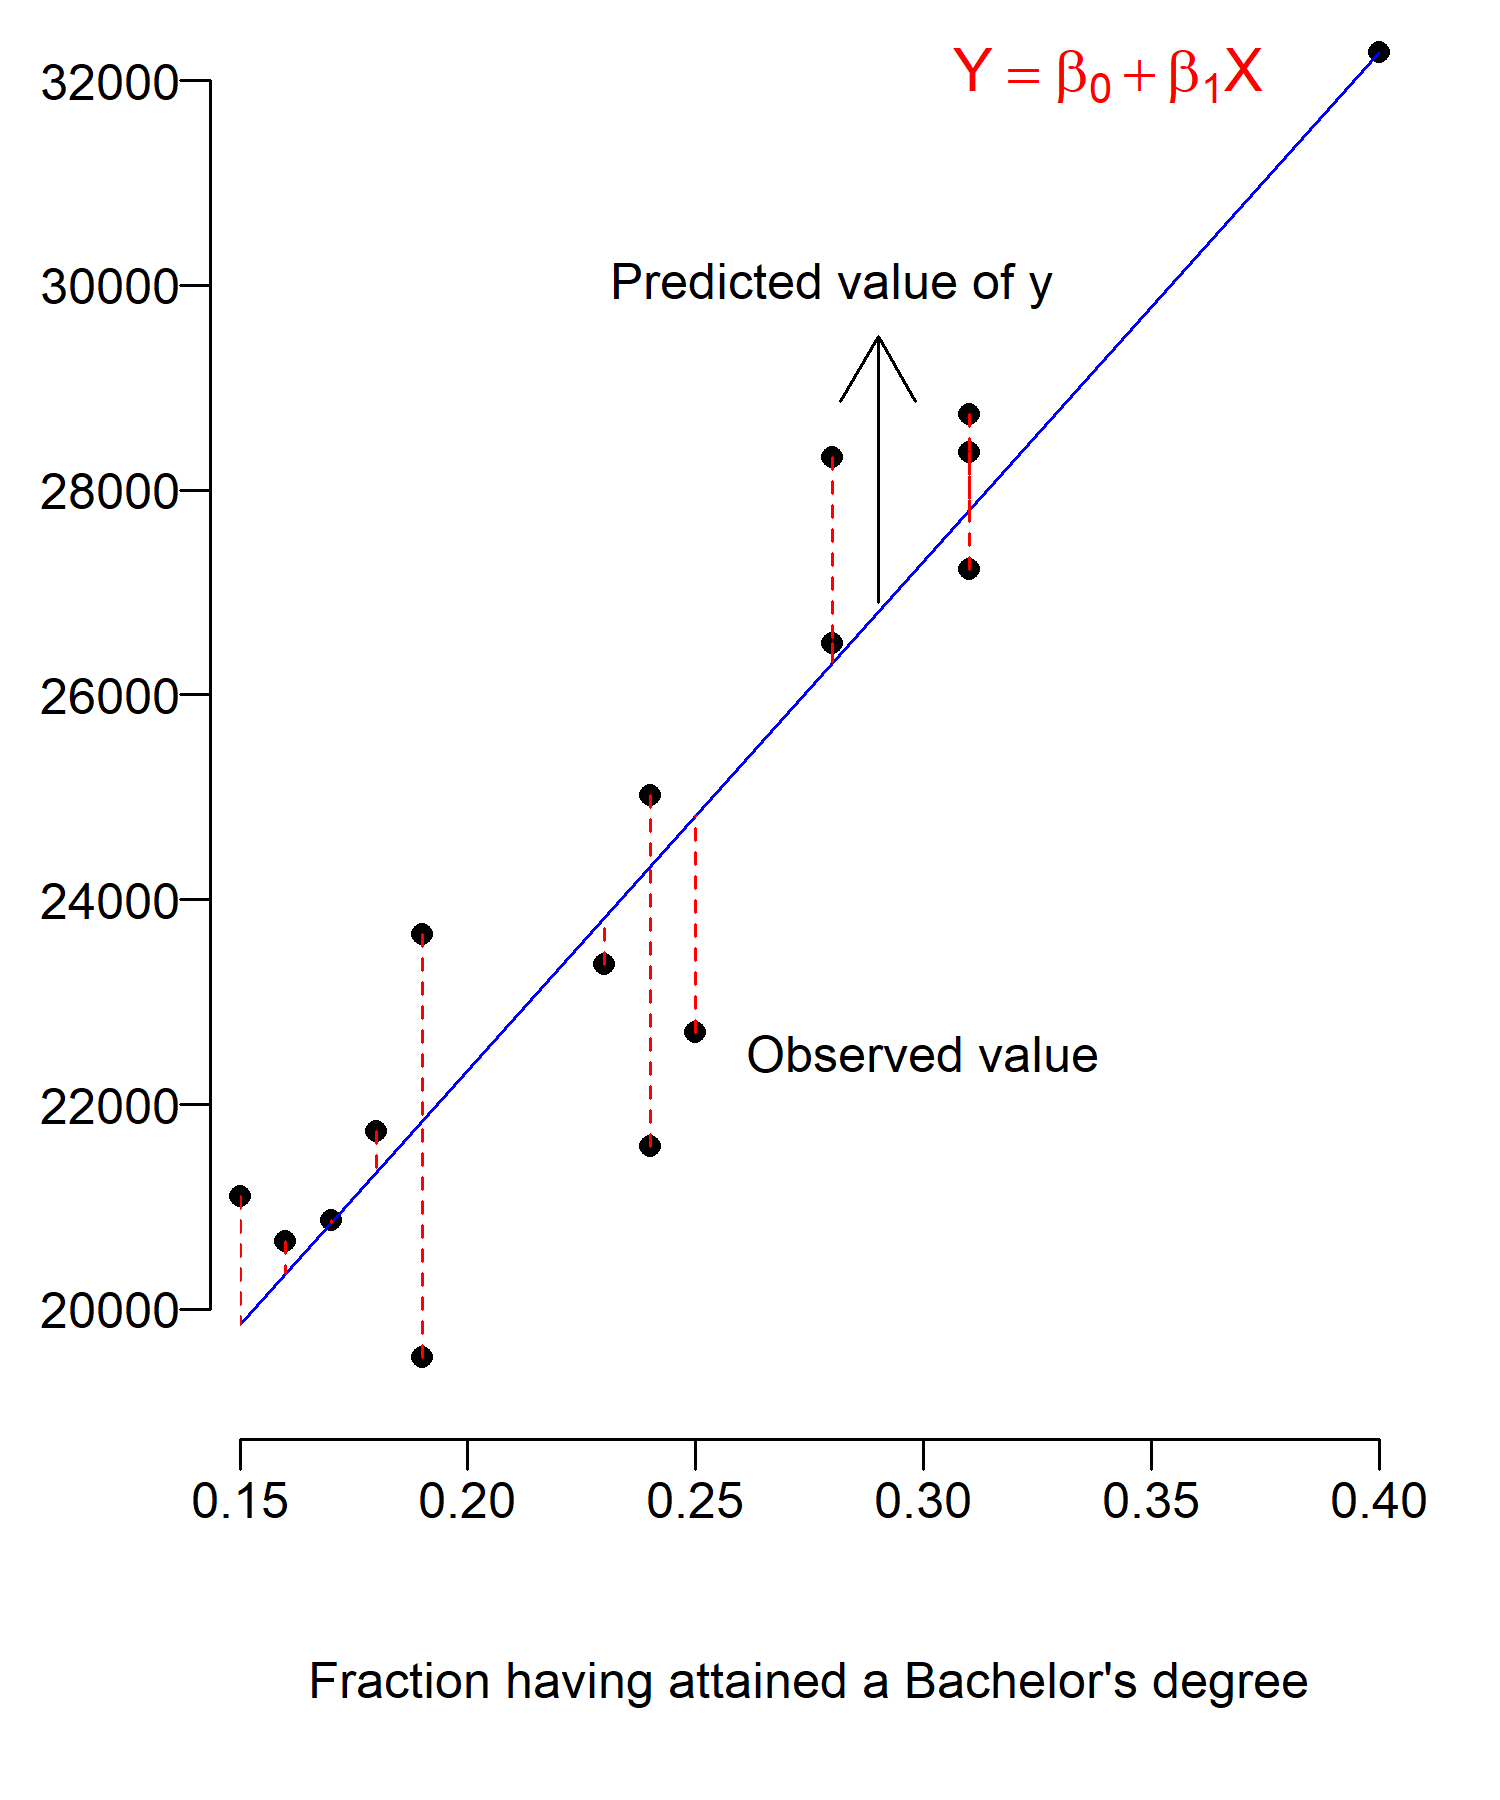 Y = β0 + β1X
32000
30000
28000
26000
24000
22000
20000
Predicted value of y
Observed value
0.15 0.20 0.25 0.30 0.35 0.40
Fraction having attained a Bachelor's degree